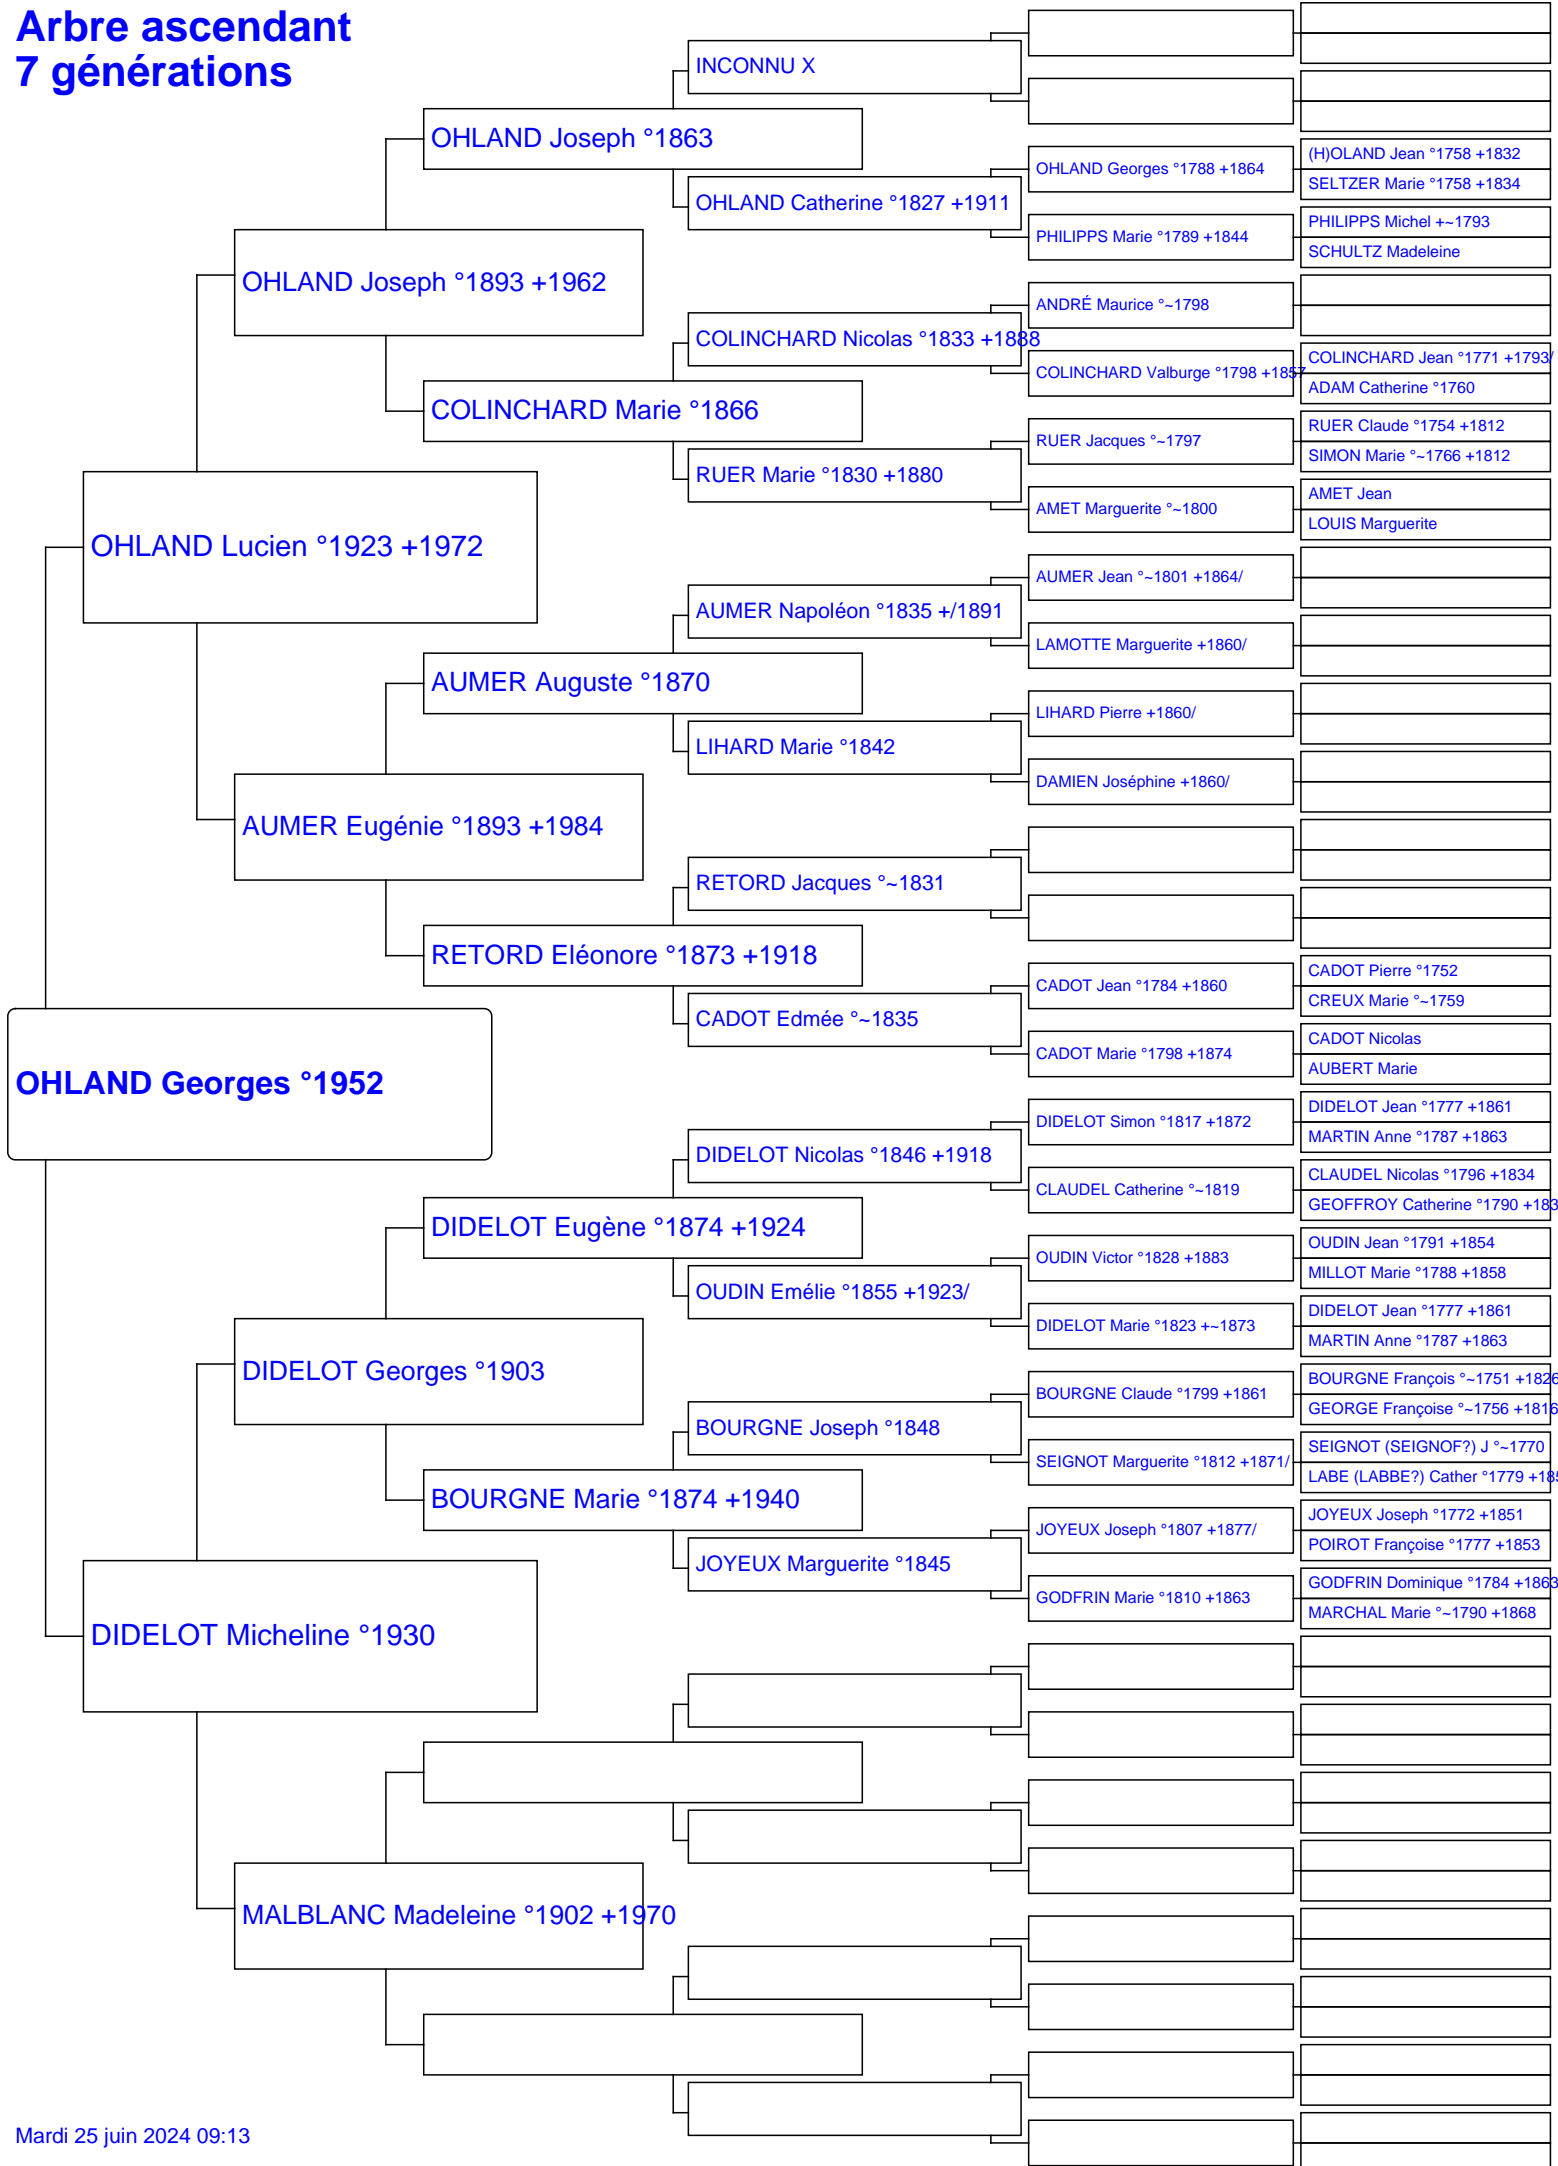 Arbre ascendant
7 générations
INCONNU X
OHLAND Joseph °1863
(H)OLAND Jean °1758 +1832
OHLAND Georges °1788 +1864
SELTZER Marie °1758 +1834
OHLAND Catherine °1827 +1911
PHILIPPS Michel +~1793
PHILIPPS Marie °1789 +1844
SCHULTZ Madeleine
OHLAND Joseph °1893 +1962
ANDRÉ Maurice °~1798
COLINCHARD Nicolas °1833 +1888
COLINCHARD Jean °1771 +1793/
COLINCHARD Valburge °1798 +1857
ADAM Catherine °1760
COLINCHARD Marie °1866
RUER Claude °1754 +1812
RUER Jacques °~1797
SIMON Marie °~1766 +1812
RUER Marie °1830 +1880
AMET Jean
AMET Marguerite °~1800
LOUIS Marguerite
OHLAND Lucien °1923 +1972
AUMER Jean °~1801 +1864/
AUMER Napoléon °1835 +/1891
LAMOTTE Marguerite +1860/
AUMER Auguste °1870
LIHARD Pierre +1860/
LIHARD Marie °1842
DAMIEN Joséphine +1860/
AUMER Eugénie °1893 +1984
RETORD Jacques °~1831
RETORD Eléonore °1873 +1918
CADOT Pierre °1752
CADOT Jean °1784 +1860
CREUX Marie °~1759
CADOT Edmée °~1835
CADOT Nicolas
CADOT Marie °1798 +1874
AUBERT Marie
OHLAND Georges °1952
DIDELOT Jean °1777 +1861
DIDELOT Simon °1817 +1872
MARTIN Anne °1787 +1863
DIDELOT Nicolas °1846 +1918
CLAUDEL Nicolas °1796 +1834
CLAUDEL Catherine °~1819
GEOFFROY Catherine °1790 +183
DIDELOT Eugène °1874 +1924
OUDIN Jean °1791 +1854
OUDIN Victor °1828 +1883
MILLOT Marie °1788 +1858
OUDIN Emélie °1855 +1923/
DIDELOT Jean °1777 +1861
DIDELOT Marie °1823 +~1873
MARTIN Anne °1787 +1863
DIDELOT Georges °1903
BOURGNE François °~1751 +1826
BOURGNE Claude °1799 +1861
GEORGE Françoise °~1756 +1816
BOURGNE Joseph °1848
SEIGNOT (SEIGNOF?) J °~1770
SEIGNOT Marguerite °1812 +1871/
LABE (LABBE?) Cather °1779 +185
BOURGNE Marie °1874 +1940
JOYEUX Joseph °1772 +1851
JOYEUX Joseph °1807 +1877/
POIROT Françoise °1777 +1853
JOYEUX Marguerite °1845
GODFRIN Dominique °1784 +1863
GODFRIN Marie °1810 +1863
MARCHAL Marie °~1790 +1868
DIDELOT Micheline °1930
MALBLANC Madeleine °1902 +1970
Mardi 25 juin 2024 09:13